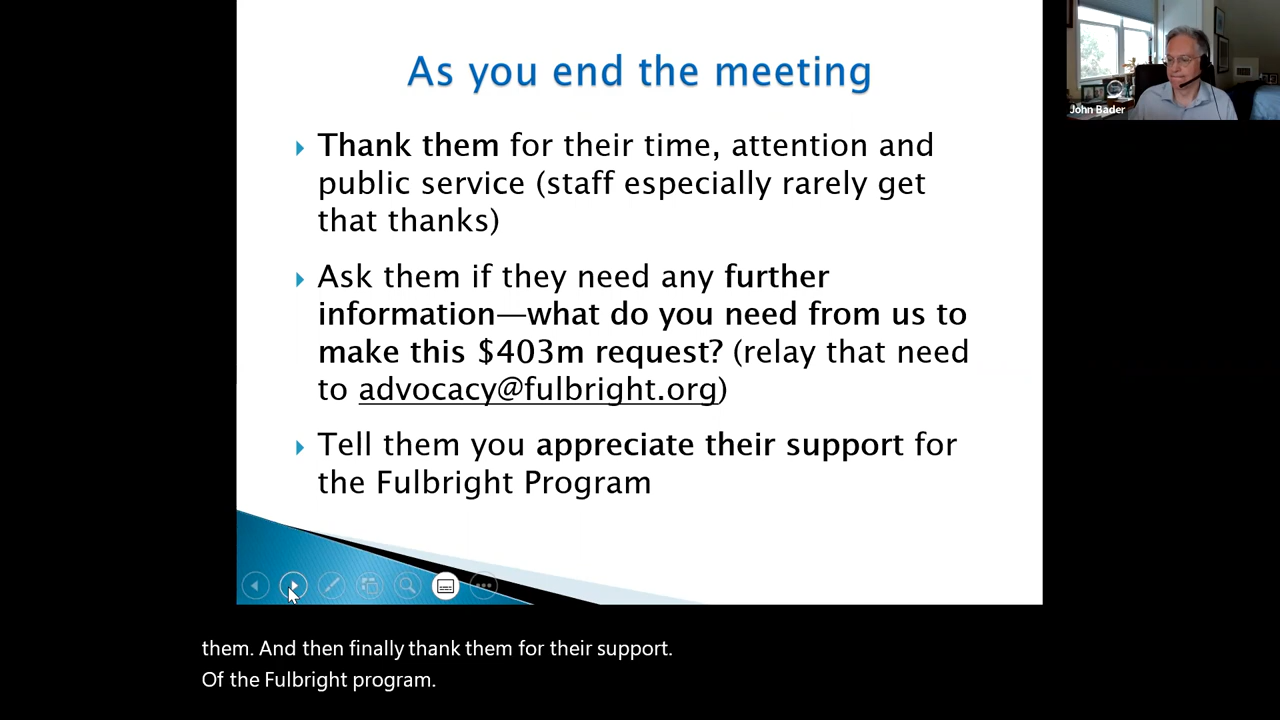 As you end the meeting
Thank them for their time, attention and
public service (staff especially rarely get
that thanks)
Ask them if they need any further
information—what do you need from us to
make this $403m request? (relay that need
to advocacy@fulbright.org)
Tell them you appreciate their support for
the Fulbright Program
John Bader
them. And then finally thank them for their support.
Of the Fulbright program.